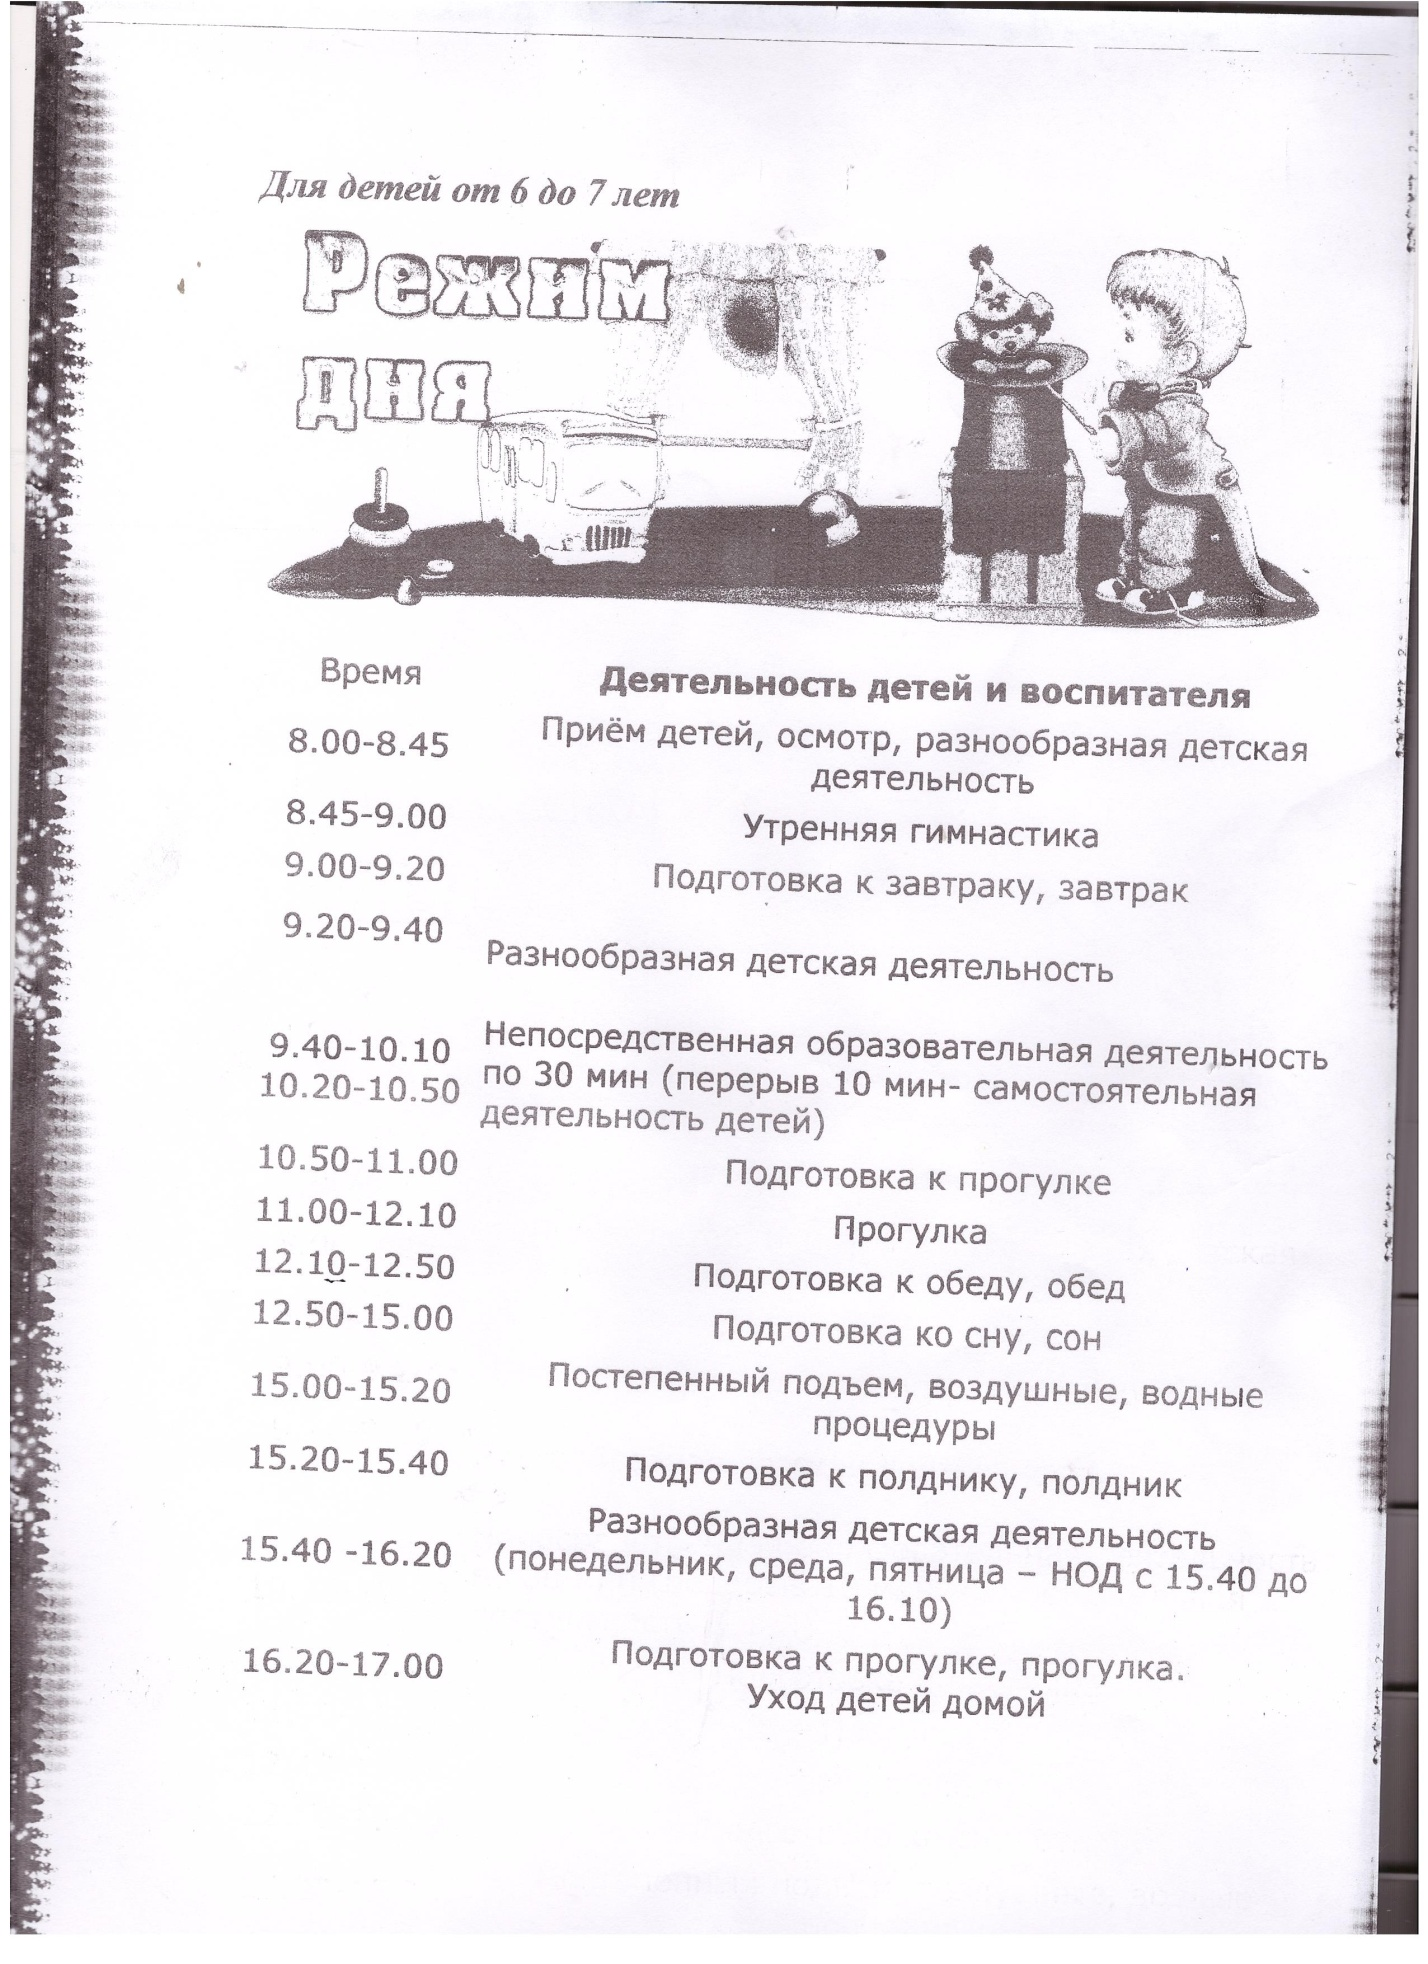 Для детей от 6 до 7 лет
Режим
дня
Время
Деятельность детей и воспитателя
8.00-8.45
Приём детей, осмотр, разнообразная детская
деятельность
8.45-9.00
Утренняя гимнастика
9.00-9.20
Подготовка к завтраку, завтрак
9.20-9.40
Разнообразная детская деятельность
9.40-10.10
10.20-10.50
Непосредственная образовательная деятельность
по 30 мин (перерыв 10 мин- самостоятельная
деятельность детей)
10.50-11.00
Подготовка к прогулке
11.00-12.10
Прогулка
12.10-12.50
Подготовка к обеду, обед
12.50-15.00
Подготовка ко сну, сон
15.00-15.20
Постепенный подъем, воздушные, водные
процедуры
15.20-15.40
Подготовка к полднику, полдник
15.40 -16.20
Разнообразная детская деятельность
(понедельник, среда, пятница – НОД с 15.40 до
16.10)
16.20-17.00
Подготовка к прогулке, прогулка.
Уход детей домой